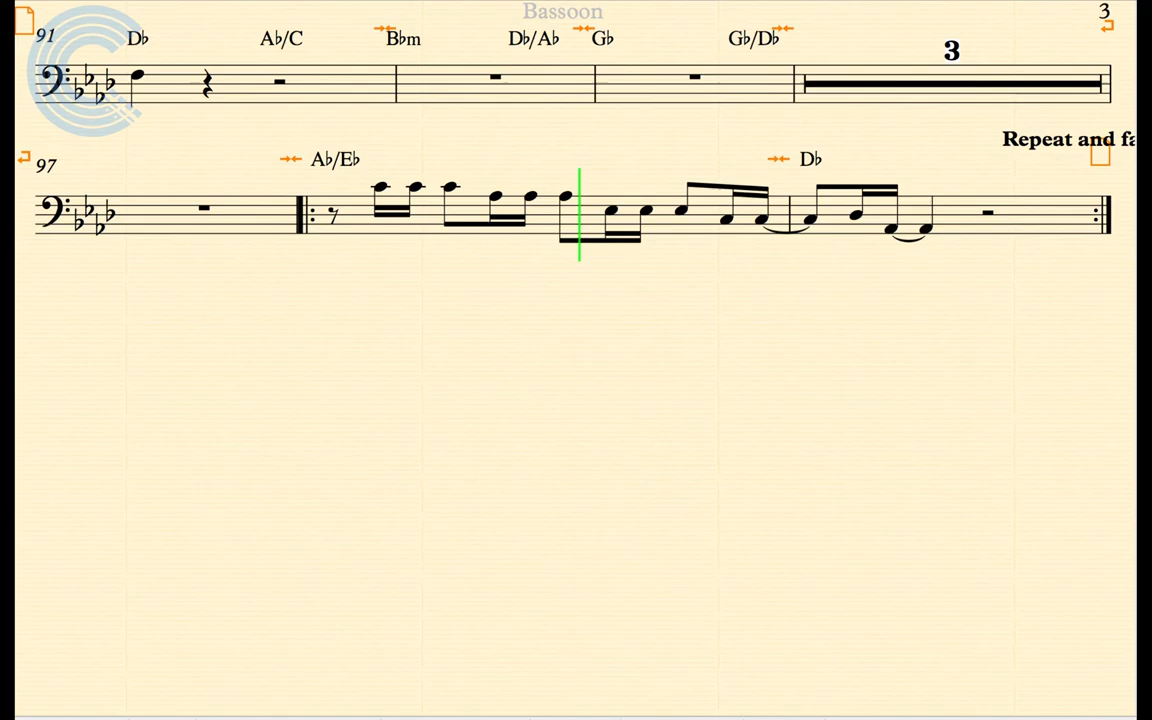 Bassoon
3
91 D♭ A♭/C B♭m D♭/A♭ G♭ G♭/D♭ 3
Repeat and fa
97 A♭/E♭ D♭